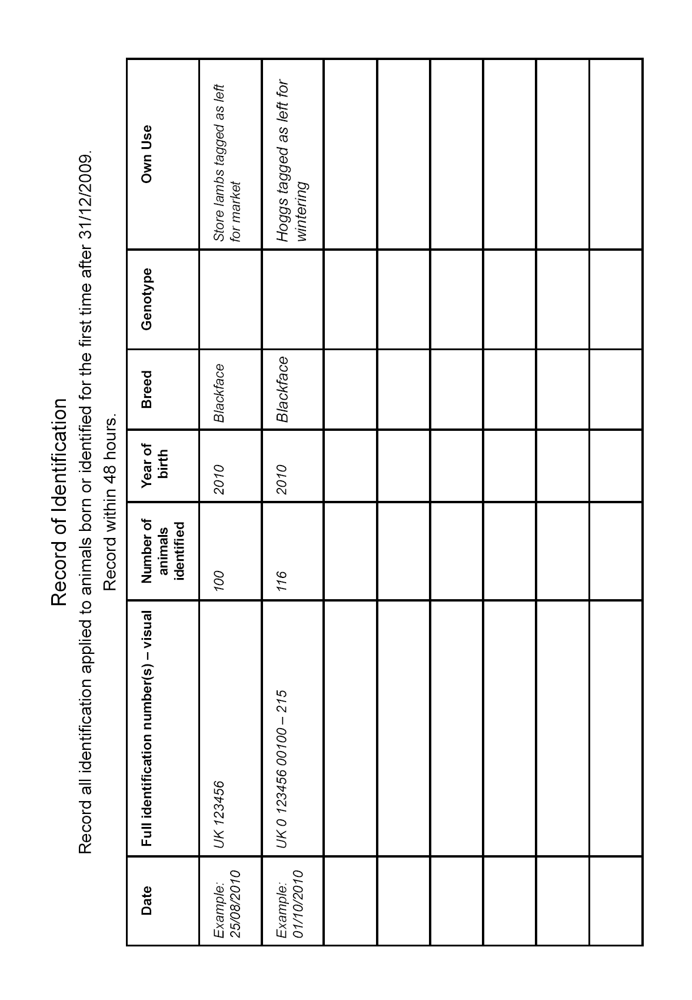 Record of Identification
Record all identification applied to animals born or identified for the first time after 31/12/2009.
Record within 48 hours.
Date
Full identification number(s) – visual
Number of
animals
identified
Year of
birth
Breed
Genotype
Own Use
Example:
25/08/2010
UK 123456
100
2010
Blackface
Store lambs tagged as left
for market
Example:
01/10/2010
UK 0 123456 00100 – 215
116
2010
Blackface
Hoggs tagged as left for
wintering